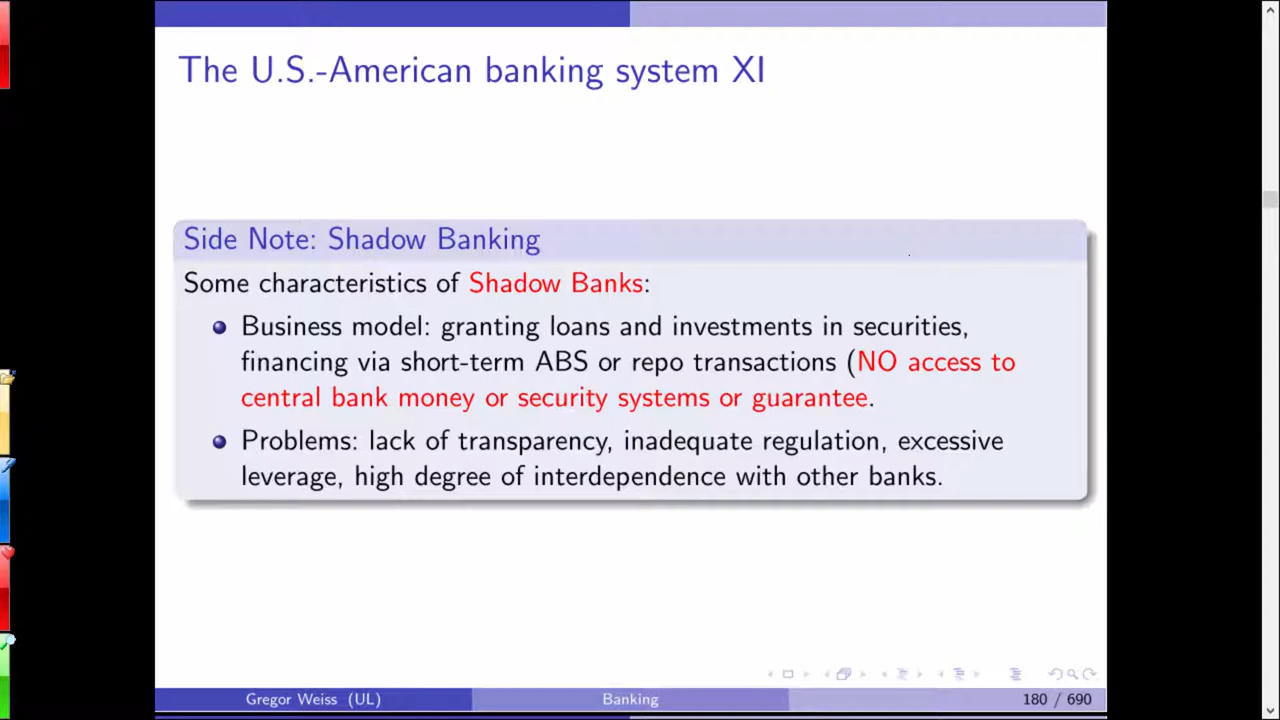 The U.S.-American banking system XI
Side Note: Shadow Banking
Some characteristics of Shadow Banks:
Business model: granting loans and investments in securities,
financing via short-term ABS or repo transactions (NO access to
central bank money or security systems or guarantee.
Problems: lack of transparency, inadequate regulation, excessive
leverage, high degree of interdependence with other banks.
Gregor Weiss (UL) Banking 180 / 690